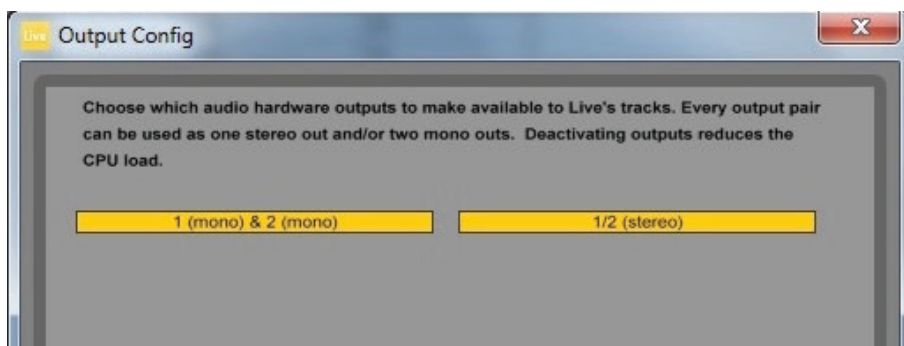 Live Output Config
Choose which audio hardware outputs to make available to Live's tracks. Every output pair
can be used as one stereo out and/or two mono outs. Deactivating outputs reduces the
CPU load.
1 (mono) & 2 (mono) 1/2 (stereo)